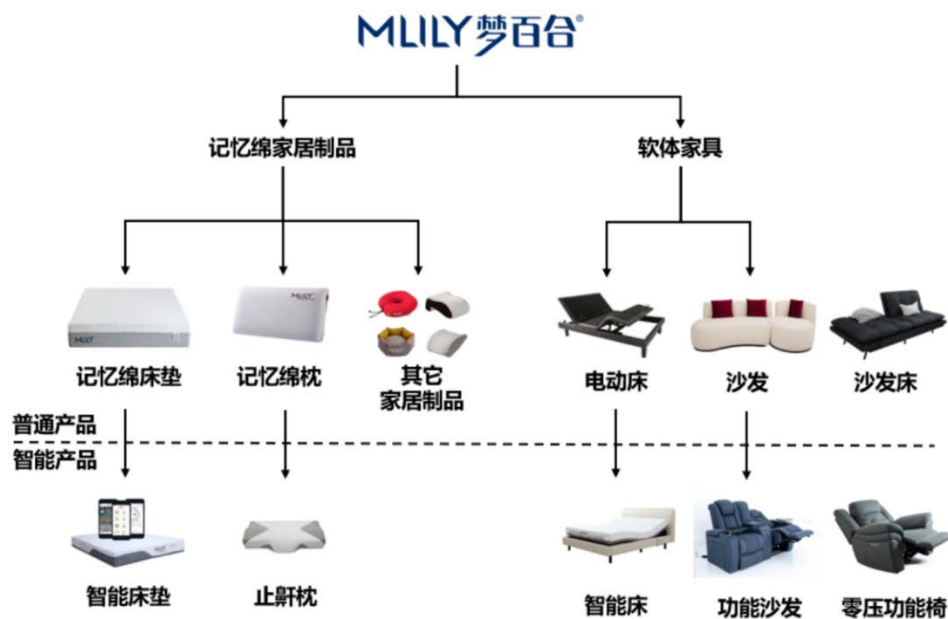 MLILY梦百合®
记忆绵家居制品
软体家具
MLILY
MLILY
记忆绵床垫
记忆绵枕
其它
家居制品
电动床
沙发
沙发床
普通产品
智能产品
MLILY
智能床垫
止鼾枕
智能床
功能沙发
零压功能椅